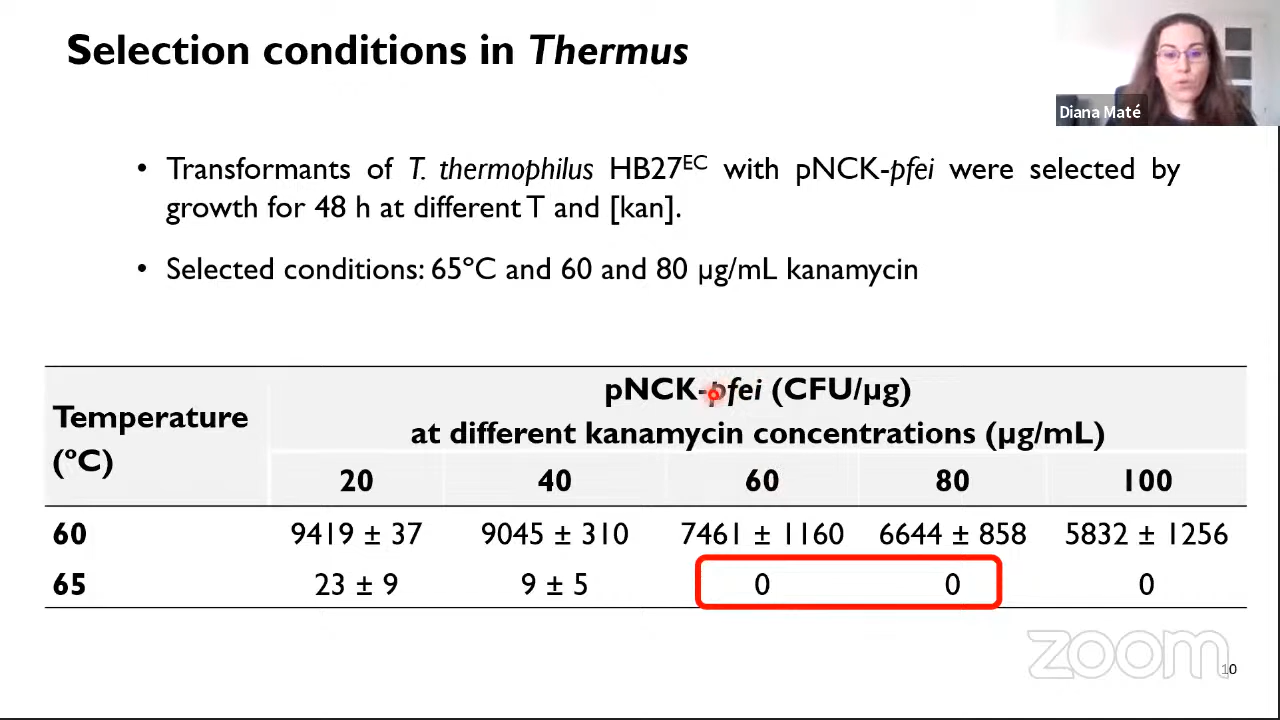 Selection conditions in Thermus
Diana Maté
• Transformants of T. thermophilus HB27EC with pNCK-pfei were selected by
growth for 48 h at different T and [kan].
• Selected conditions: 65ºC and 60 and 80 µg/mL kanamycin
Temperature
(ºC)
pNCK-pfei (CFU/µg)
at different kanamycin concentrations (µg/mL)
20 40 60 80 100
60 9419 ± 37 9045 ± 310 7461 ± 1160 6644 ± 858 5832 ± 1256
65 23 ± 9 9 ± 5 0 0 0
zoom
10